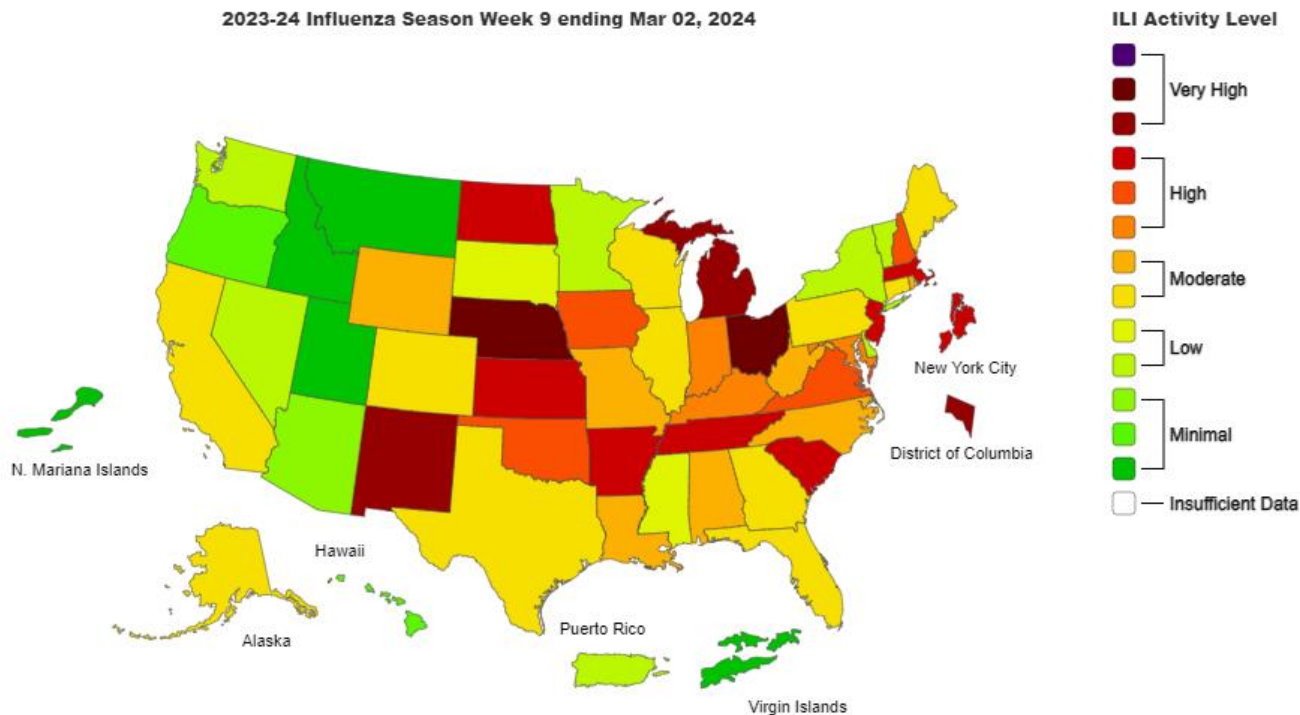 2023-24 Influenza Season Week 9 ending Mar 02, 2024
ILI Activity Level
Very High
High
Moderate
Low
Minimal
Insufficient Data
New York City
District of Columbia
N. Mariana Islands
Hawaii
Alaska
Puerto Rico
Virgin Islands